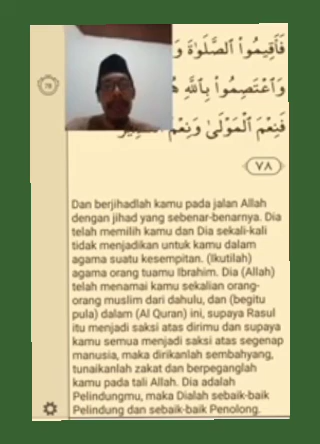 فَأَقِيمُوا۟ ٱلصَّلَوٰةَ
وَٱعْتَصِمُوا۟ بِٱللَّهِ
فَنِعْمَ ٱلْمَوْلَىٰ وَنِعْمَ
٧٨
Dan berjihadlah kamu pada jalan Allah
dengan jihad yang sebenar-benarnya. Dia
telah memilih kamu dan Dia sekali-kali
tidak menjadikan untuk kamu dalam
agama suatu kesempitan. (Ikutilah)
agama orang tuamu Ibrahim. Dia (Allah)
telah menamai kamu sekalian orang-
orang muslim dari dahulu, dan (begitu
pula) dalam (Al Quran) ini, supaya Rasul
itu menjadi saksi atas dirimu dan supaya
kamu semua menjadi saksi atas segenap
manusia, maka dirikanlah sembahyang,
tunaikanlah zakat dan berpeganglah
kamu pada tali Allah. Dia adalah
Pelindungmu, maka Dialah sebaik-baik
Pelindung dan sebaik-baik Penolong.